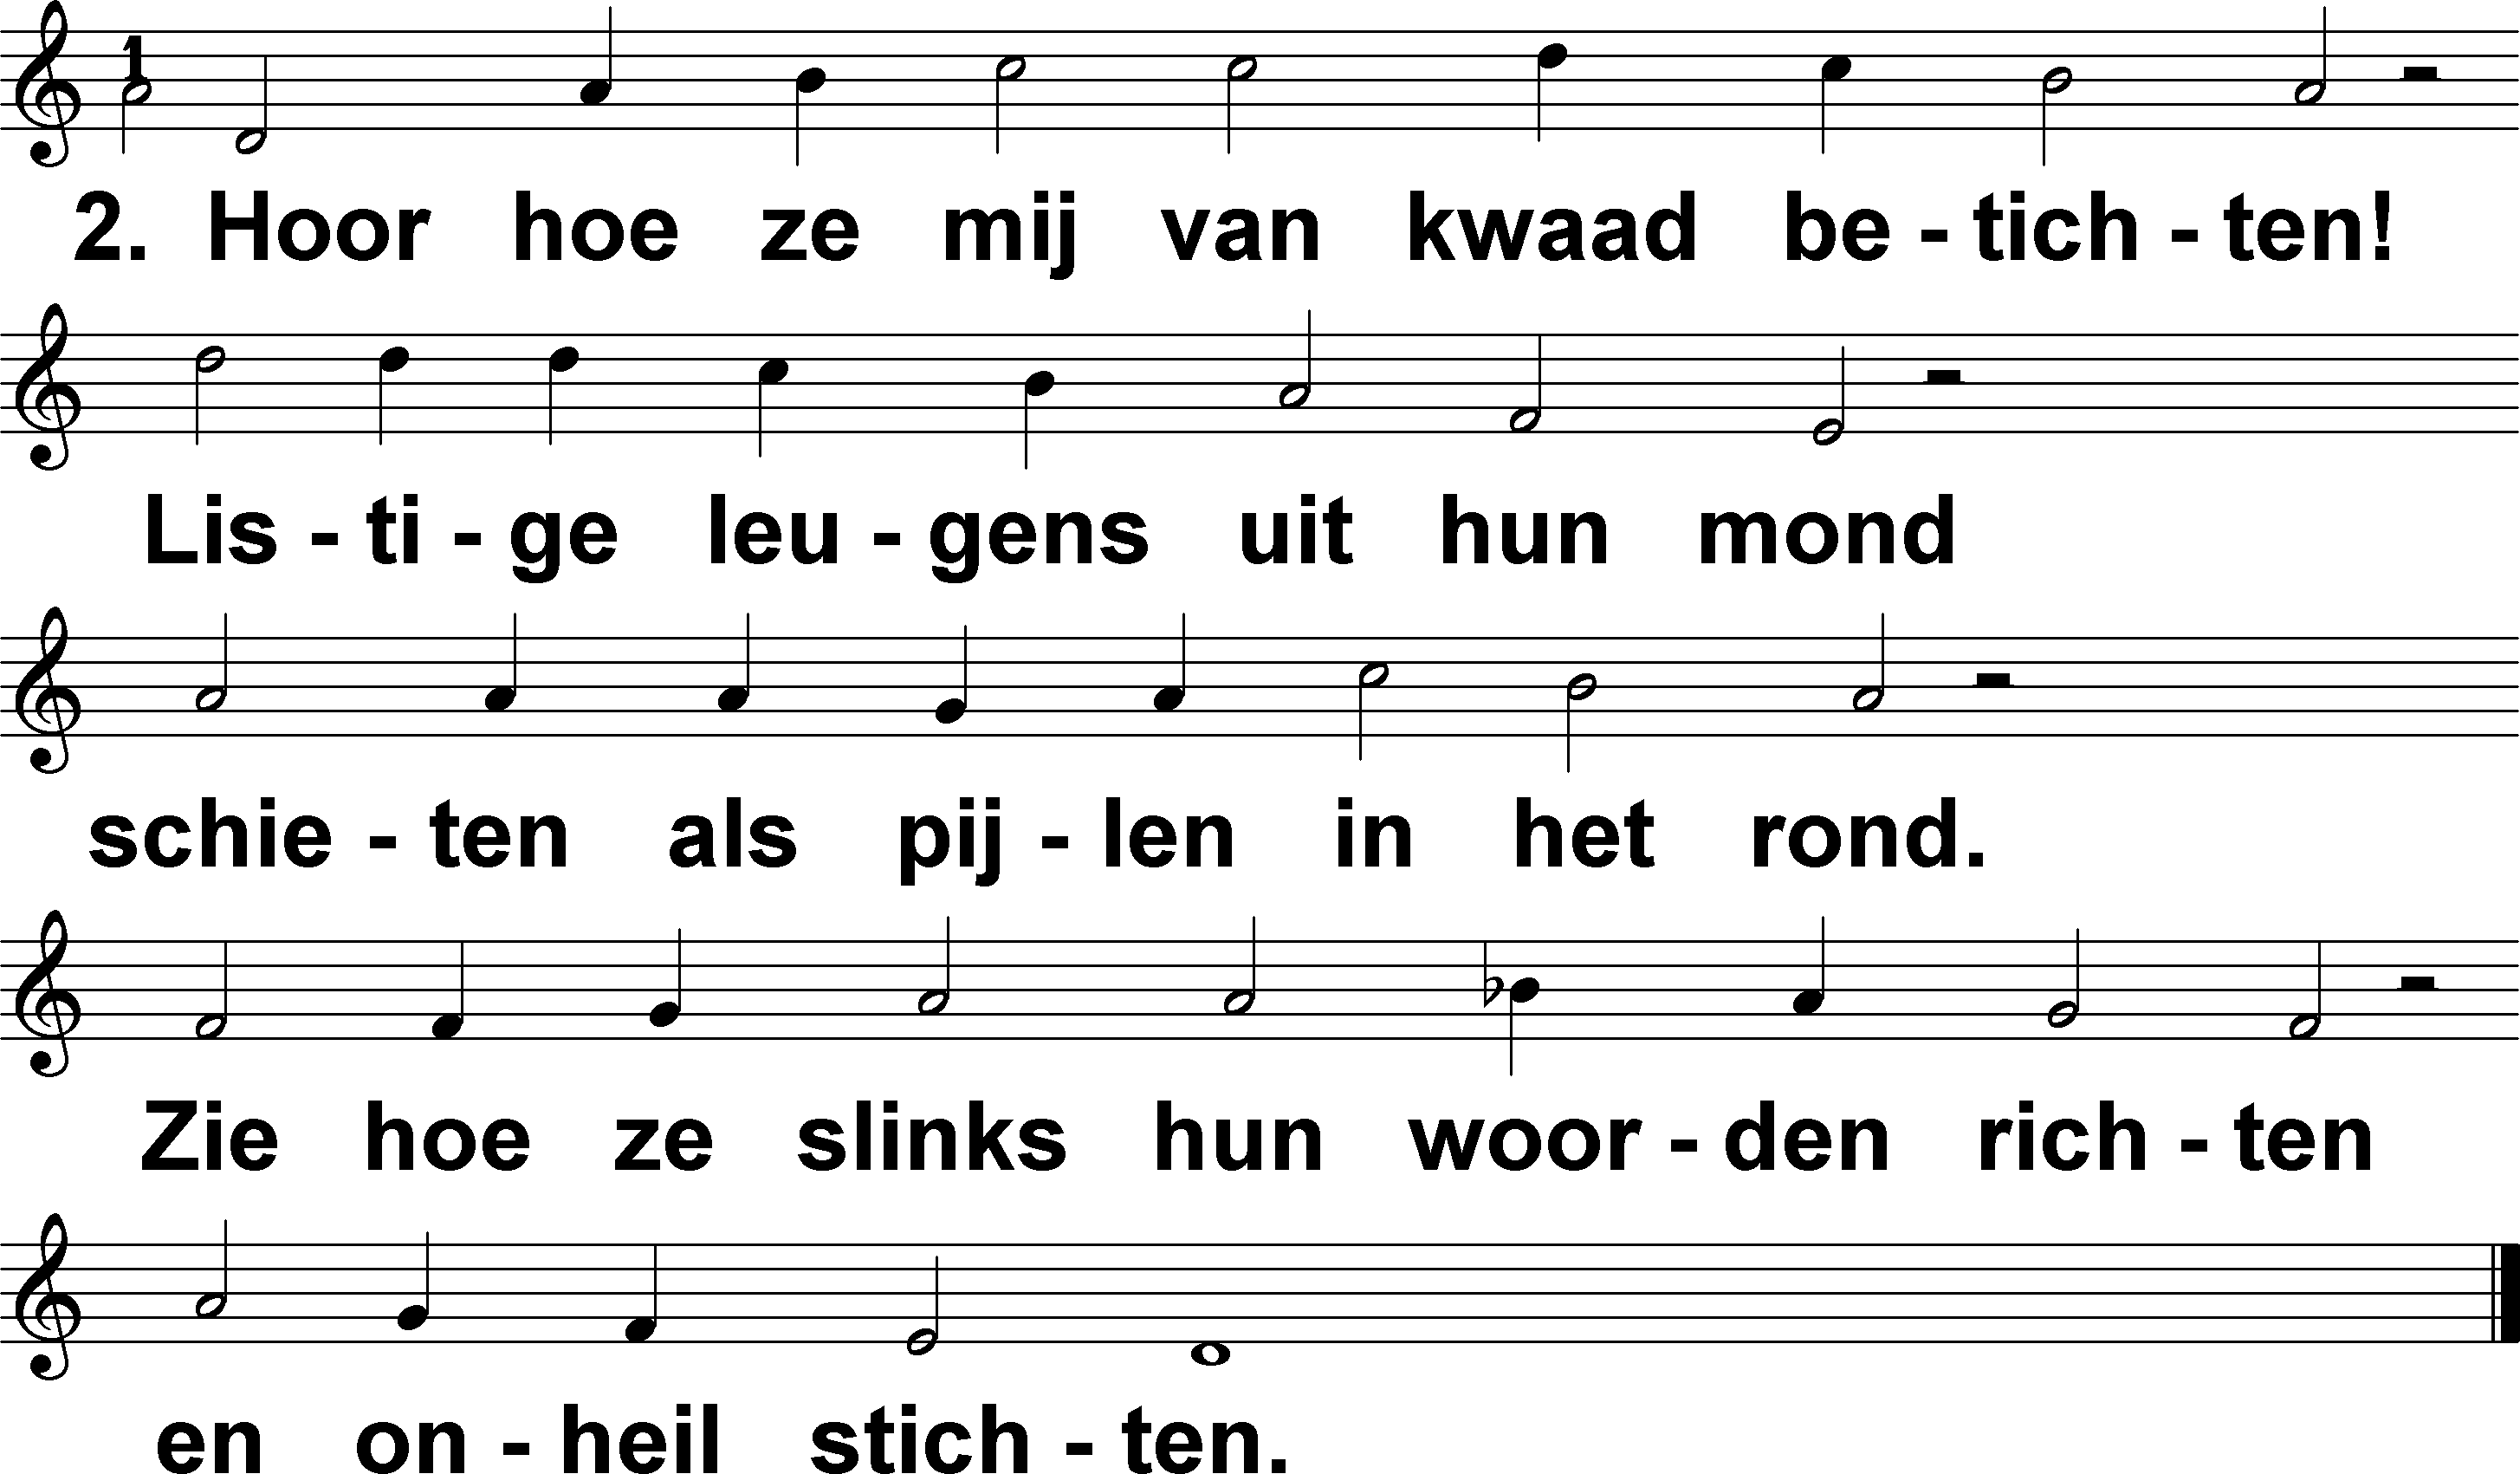 1
2. Hoor hoe ze mij van kwaad be - tich - ten!
Lis - ti - ge leu - gens uit hun mond
schie - ten als pij - len in het rond.
Zie hoe ze slinks hun woor - den rich - ten
en on - heil stich - ten.